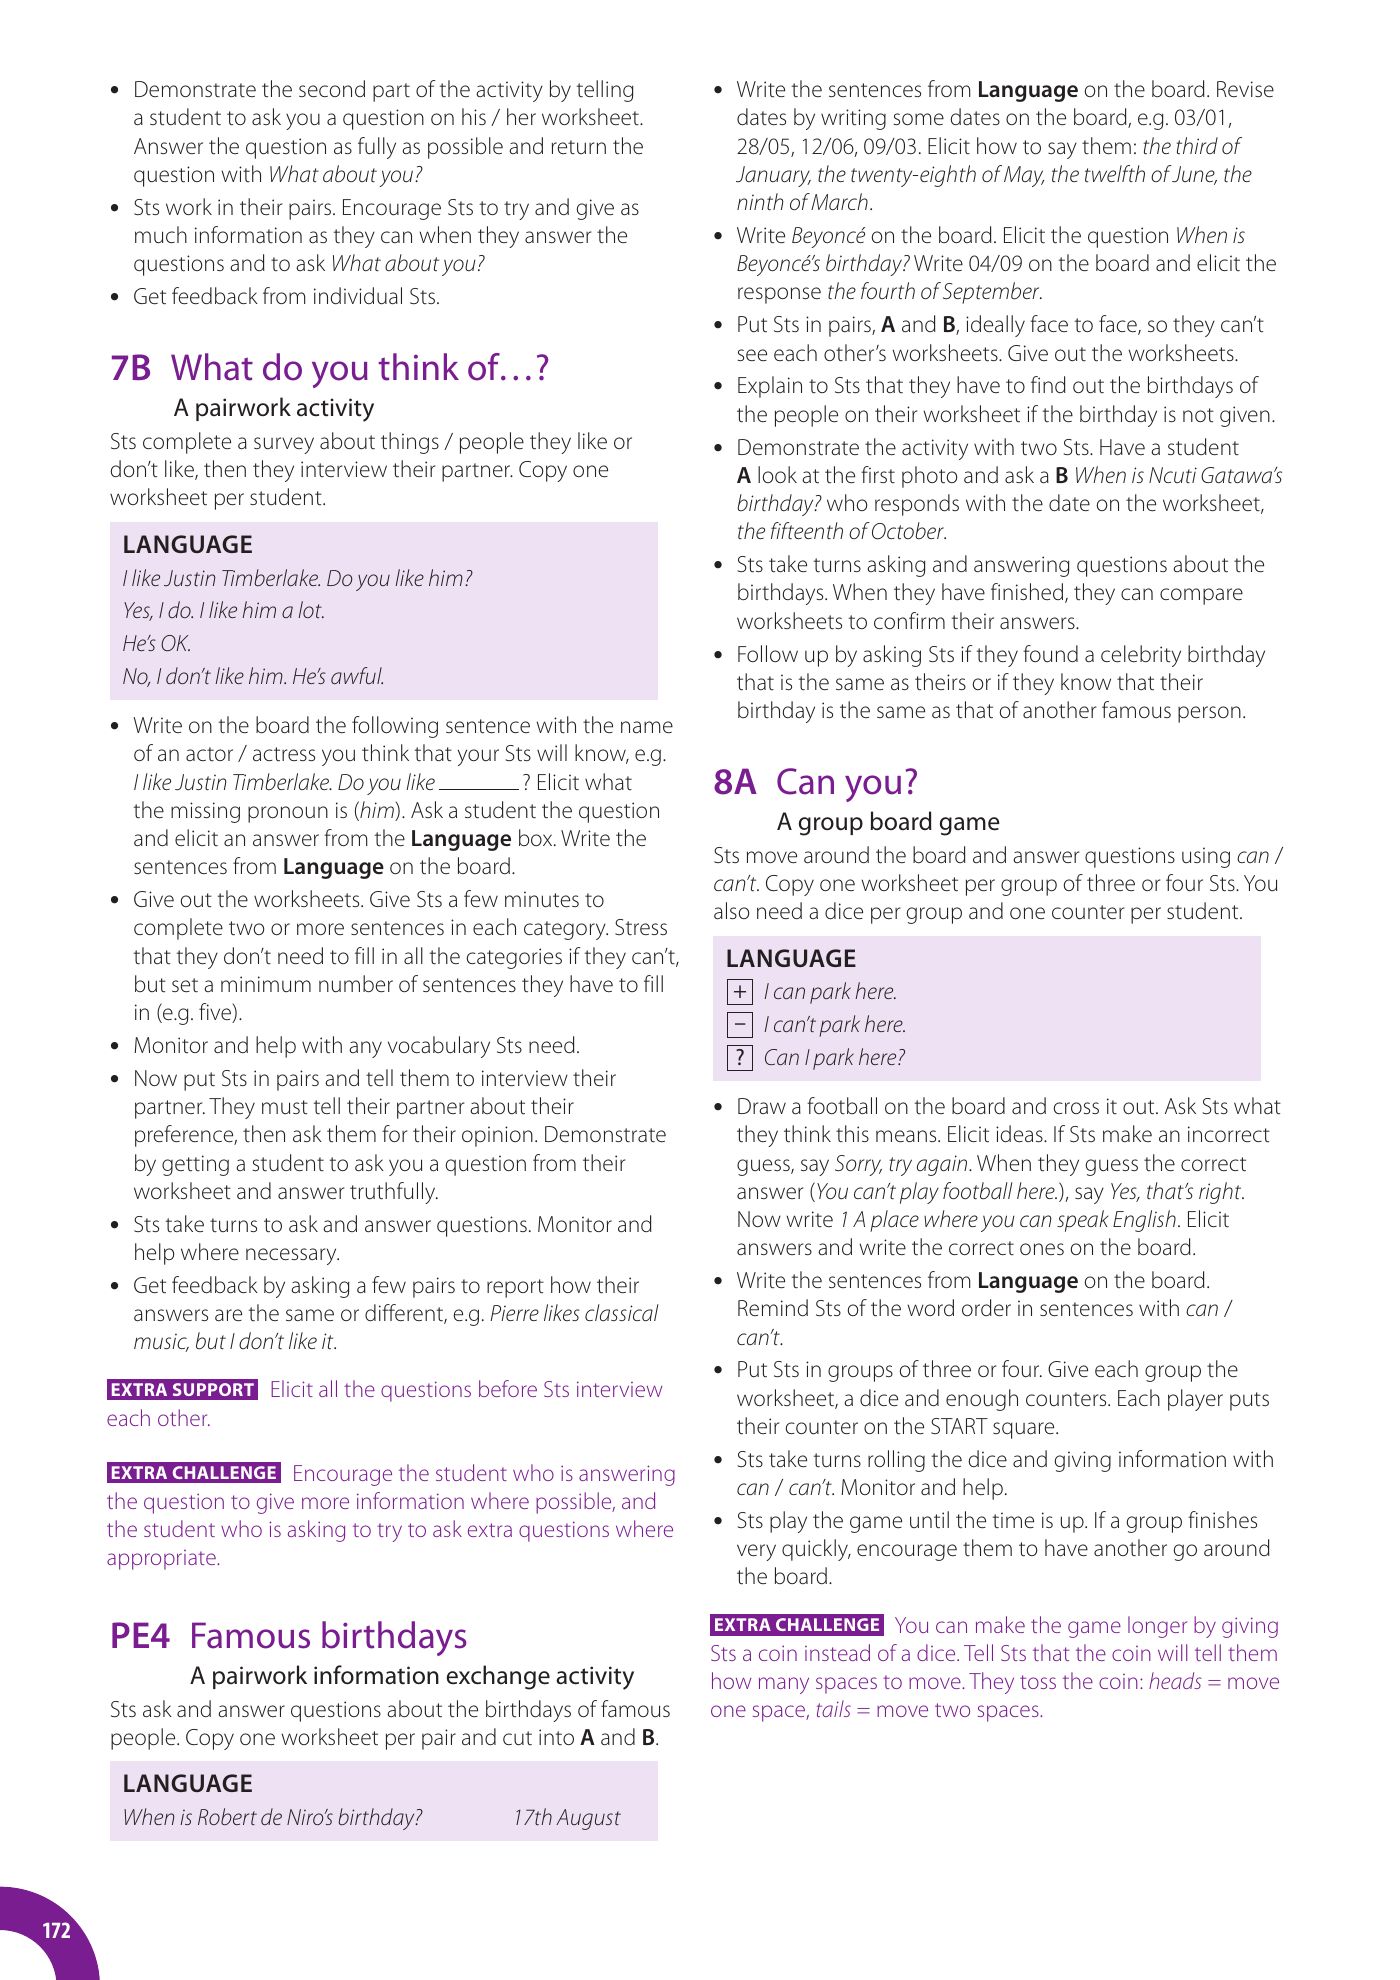 • Demonstrate the second part of the activity by telling
a student to ask you a question on his / her worksheet.
Answer the question as fully as possible and return the
question with What about you?
• Sts work in their pairs. Encourage Sts to try and give as
much information as they can when they answer the
questions and to ask What about you?
• Get feedback from individual Sts.
7B What do you think of…?
A pairwork activity
Sts complete a survey about things / people they like or
don’t like, then they interview their partner. Copy one
worksheet per student.
LANGUAGE
I like Justin Timberlake. Do you like him?
Yes, I do. I like him a lot.
He’s OK.
No, I don’t like him. He’s awful.
• Write on the board the following sentence with the name
of an actor / actress you think that your Sts will know, e.g.
I like Justin Timberlake. Do you like ________? Elicit what
the missing pronoun is (him). Ask a student the question
and elicit an answer from the Language box. Write the
sentences from Language on the board.
• Give out the worksheets. Give Sts a few minutes to
complete two or more sentences in each category. Stress
that they don’t need to fill in all the categories if they can’t,
but set a minimum number of sentences they have to fill
in (e.g. five).
• Monitor and help with any vocabulary Sts need.
• Now put Sts in pairs and tell them to interview their
partner. They must tell their partner about their
preference, then ask them for their opinion. Demonstrate
by getting a student to ask you a question from their
worksheet and answer truthfully.
• Sts take turns to ask and answer questions. Monitor and
help where necessary.
• Get feedback by asking a few pairs to report how their
answers are the same or different, e.g. Pierre likes classical
music, but I don’t like it.
EXTRA SUPPORT Elicit all the questions before Sts interview
each other.
EXTRA CHALLENGE Encourage the student who is answering
the question to give more information where possible, and
the student who is asking to try to ask extra questions where
appropriate.
PE4 Famous birthdays
A pairwork information exchange activity
Sts ask and answer questions about the birthdays of famous
people. Copy one worksheet per pair and cut into A and B.
LANGUAGE
When is Robert de Niro’s birthday? 17th August
• Write the sentences from Language on the board. Revise
dates by writing some dates on the board, e.g. 03/01,
28/05, 12/06, 09/03. Elicit how to say them: the third of
January, the twenty-eighth of May, the twelfth of June, the
ninth of March.
• Write Beyoncé on the board. Elicit the question When is
Beyoncé’s birthday? Write 04/09 on the board and elicit the
response the fourth of September.
• Put Sts in pairs, A and B, ideally face to face, so they can’t
see each other’s worksheets. Give out the worksheets.
• Explain to Sts that they have to find out the birthdays of
the people on their worksheet if the birthday is not given.
• Demonstrate the activity with two Sts. Have a student
A look at the first photo and ask a B When is Ncuti Gatawa’s
birthday? who responds with the date on the worksheet,
the fifteenth of October.
• Sts take turns asking and answering questions about the
birthdays. When they have finished, they can compare
worksheets to confirm their answers.
• Follow up by asking Sts if they found a celebrity birthday
that is the same as theirs or if they know that their
birthday is the same as that of another famous person.
8A Can you?
A group board game
Sts move around the board and answer questions using can /
can’t. Copy one worksheet per group of three or four Sts. You
also need a dice per group and one counter per student.
LANGUAGE
+ I can park here.
– I can’t park here.
? Can I park here?
• Draw a football on the board and cross it out. Ask Sts what
they think this means. Elicit ideas. If Sts make an incorrect
guess, say Sorry, try again. When they guess the correct
answer (You can’t play football here.), say Yes, that’s right.
Now write 1 A place where you can speak English. Elicit
answers and write the correct ones on the board.
• Write the sentences from Language on the board.
Remind Sts of the word order in sentences with can /
can’t.
• Put Sts in groups of three or four. Give each group the
worksheet, a dice and enough counters. Each player puts
their counter on the START square.
• Sts take turns rolling the dice and giving information with
can / can’t. Monitor and help.
• Sts play the game until the time is up. If a group finishes
very quickly, encourage them to have another go around
the board.
EXTRA CHALLENGE You can make the game longer by giving
Sts a coin instead of a dice. Tell Sts that the coin will tell them
how many spaces to move. They toss the coin: heads = move
one space, tails = move two spaces.
172